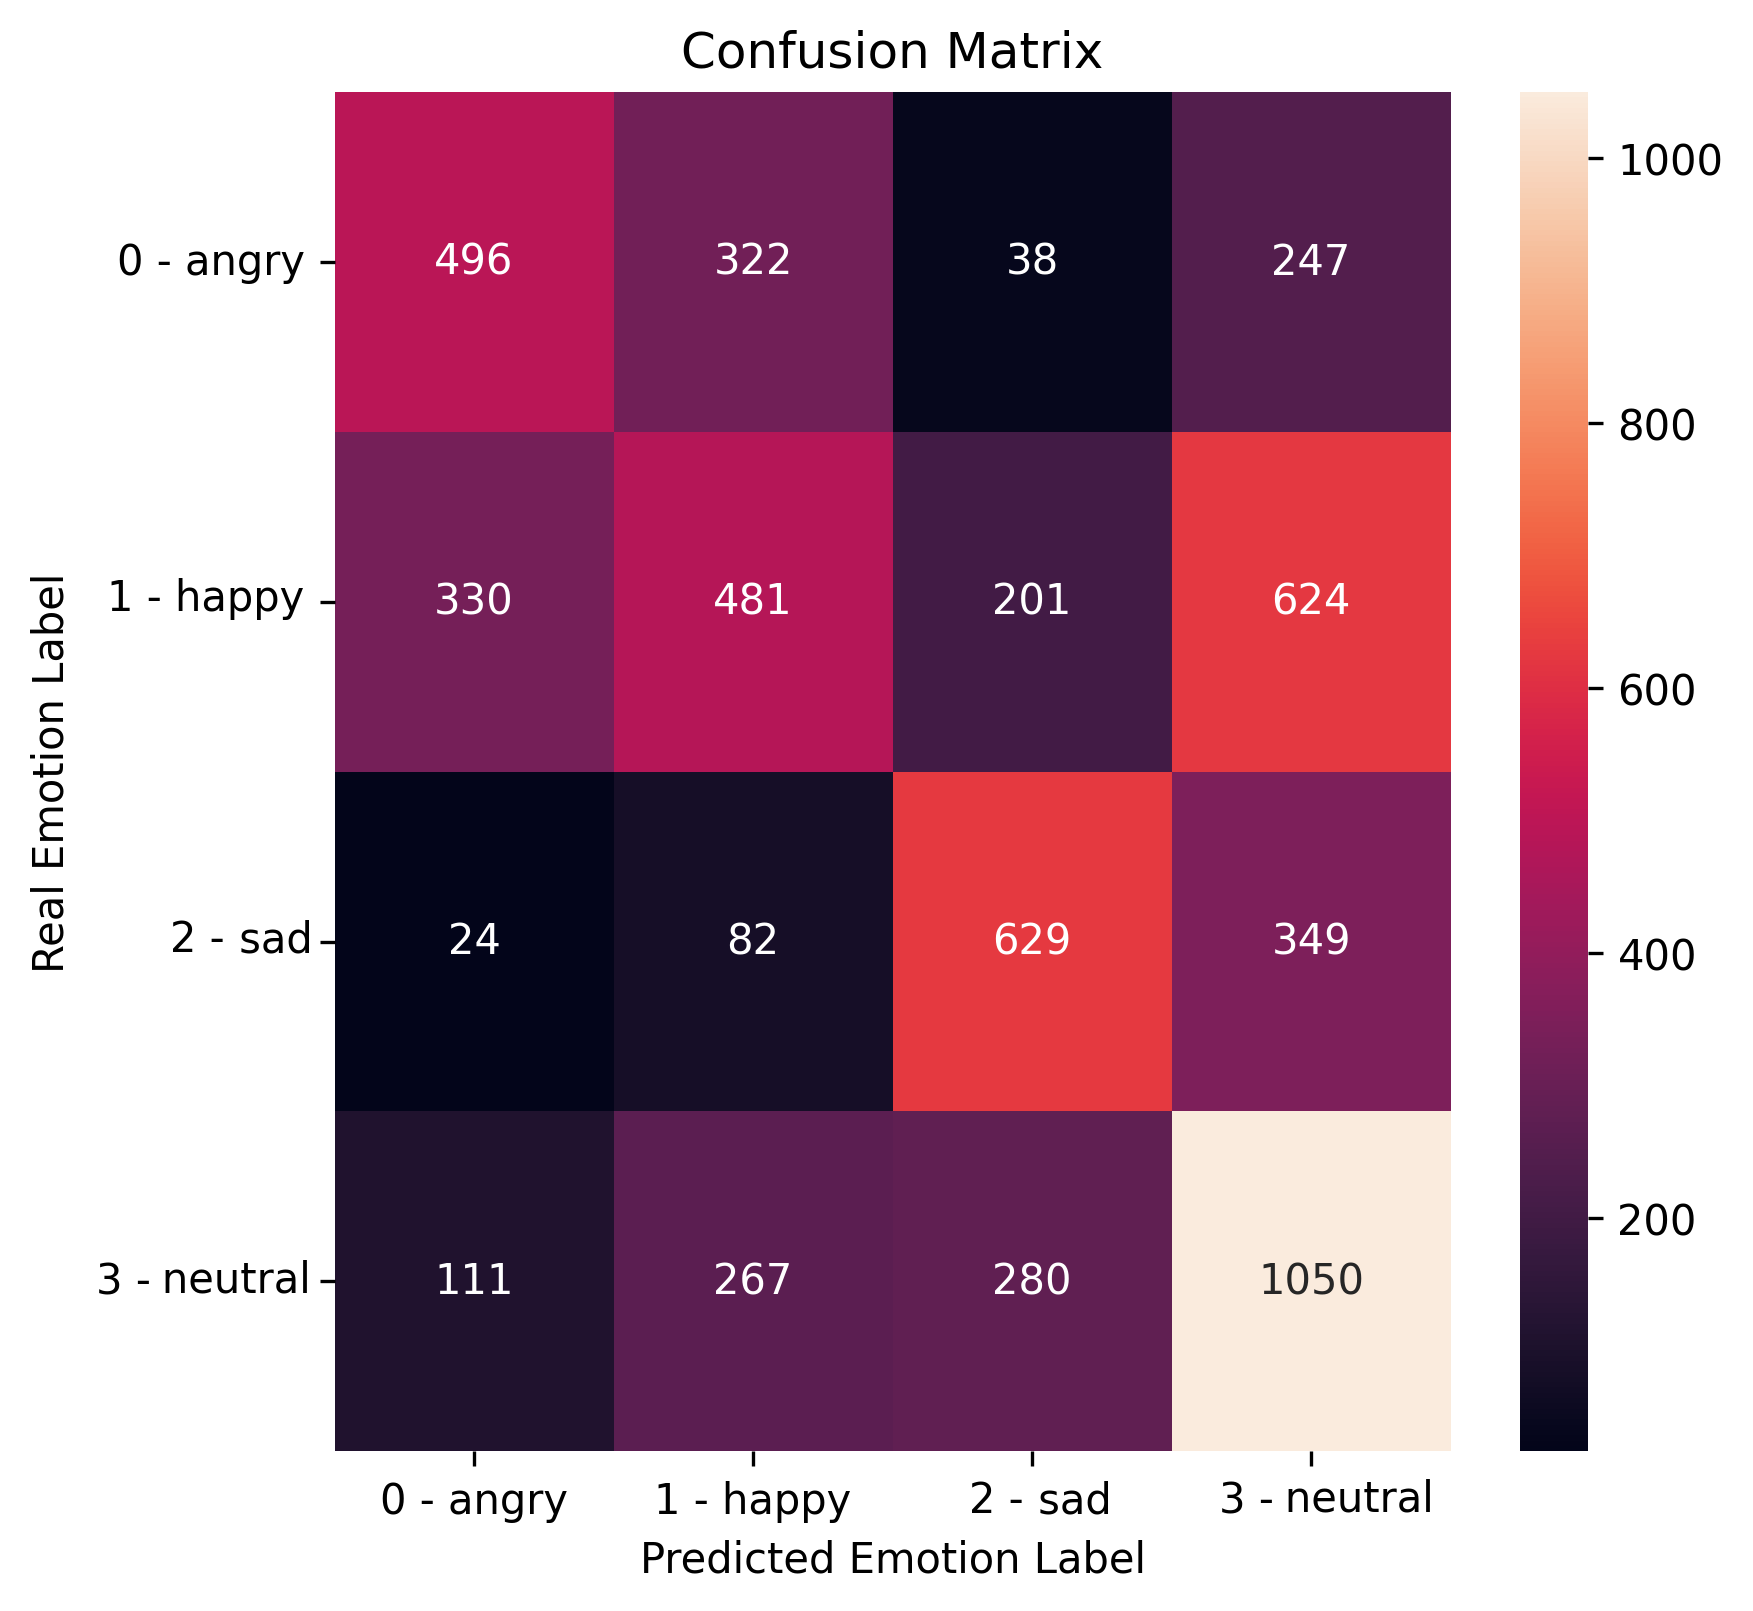 Confusion Matrix
Real Emotion Label
0 - angry 496 322 38 247
1 - happy 330 481 201 624
2 - sad 24 82 629 349
3 - neutral 111 267 280 1050
0 - angry 1 - happy 2 - sad 3 - neutral
Predicted Emotion Label
1000
800
600
400
200